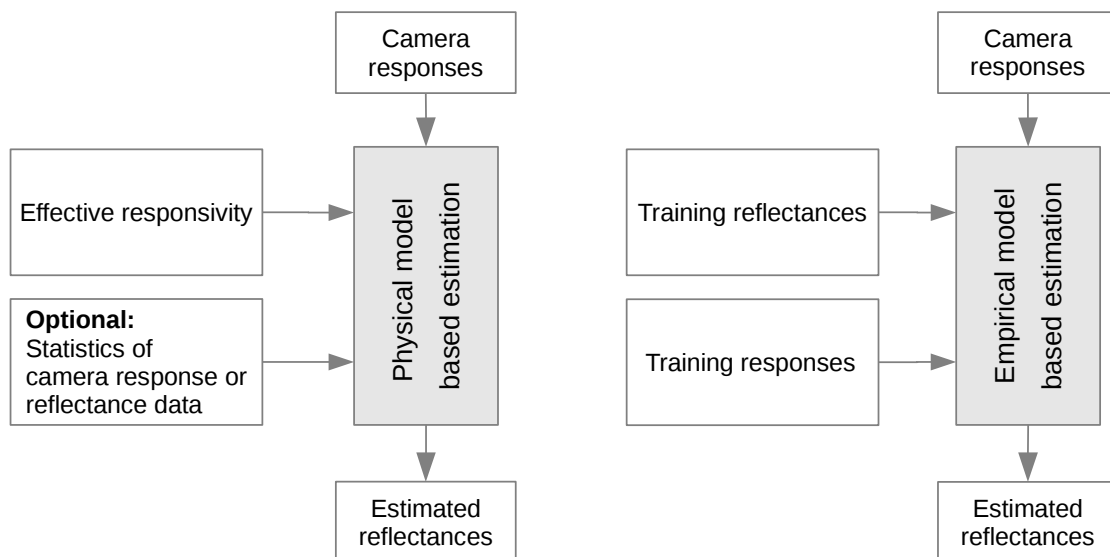 Camera
responses
Effective responsivity
Optional:
Statistics of
camera response or
reflectance data
Physical model
based estimation
Estimated
reflectances
Camera
responses
Training reflectances
Training responses
Empirical model
based estimation
Estimated
reflectances